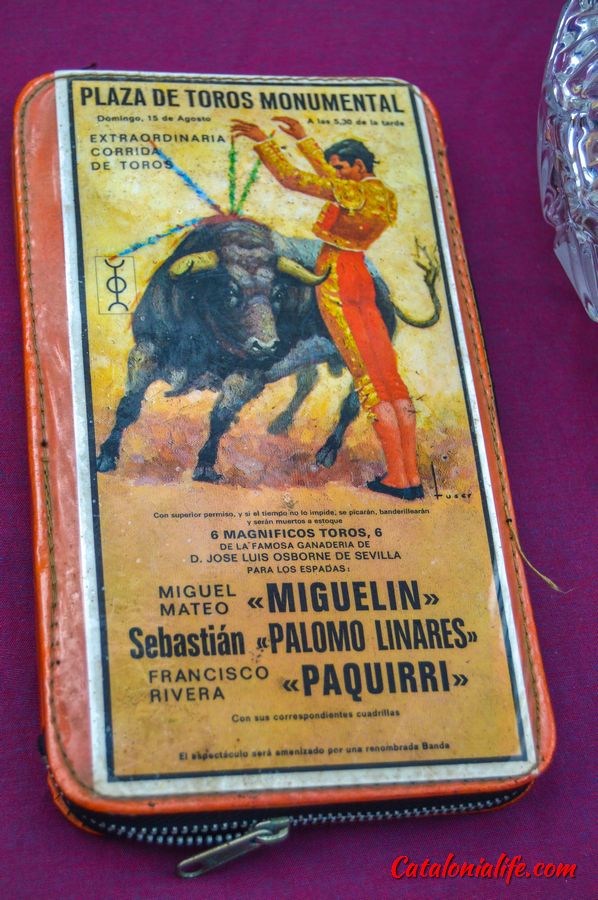 PLAZA DE TOROS MONUMENTAL
Domingo, 15 de Agosto A las 5,30 de la tarde
EXTRAORDINARIA
CORRIDA
DE TOROS
Con superior permiso, y si el tiempo no lo impide, se picarán, banderillearán
y serán muertos a estoque
6 MAGNIFICOS TOROS, 6
DE LA FAMOSA GANADERIA DE
D. JOSE LUIS OSBORNE DE SEVILLA
PARA LOS ESPADAS:
MIGUEL MATEO «MIGUELIN»
Sebastián «PALOMO LINARES»
FRANCISCO RIVERA «PAQUIRRI»
Con sus correspondientes cuadrillas
El espectáculo será amenizado por una renombrada Banda
Catalonialife.com